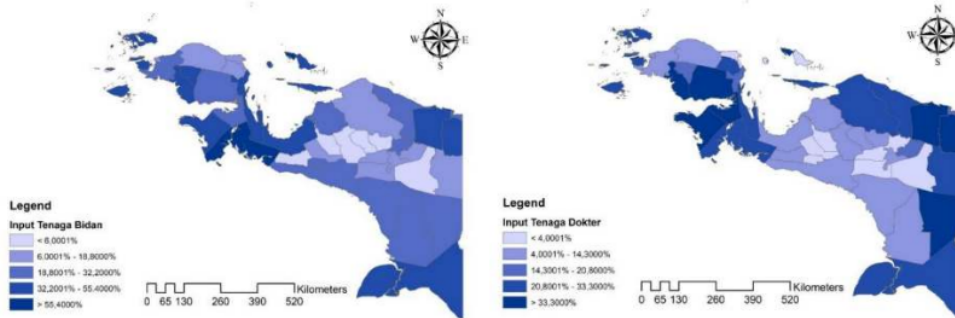 N
W E
S
Legend
Input Tenaga Bidan
< 6,0001%
6,0001% - 18,8000%
18,8001% - 32,2000%
32,2001% - 55,4000%
> 55,4000%
Kilometers
0 65 130 260 390 520
N
W E
S
Legend
Input Tenaga Dokter
< 4,0001%
4,0001% - 14,3000%
14,3001% - 20,8000%
20,8001% - 33,3000%
> 33,3000%
Kilometers
0 65 130 260 390 520